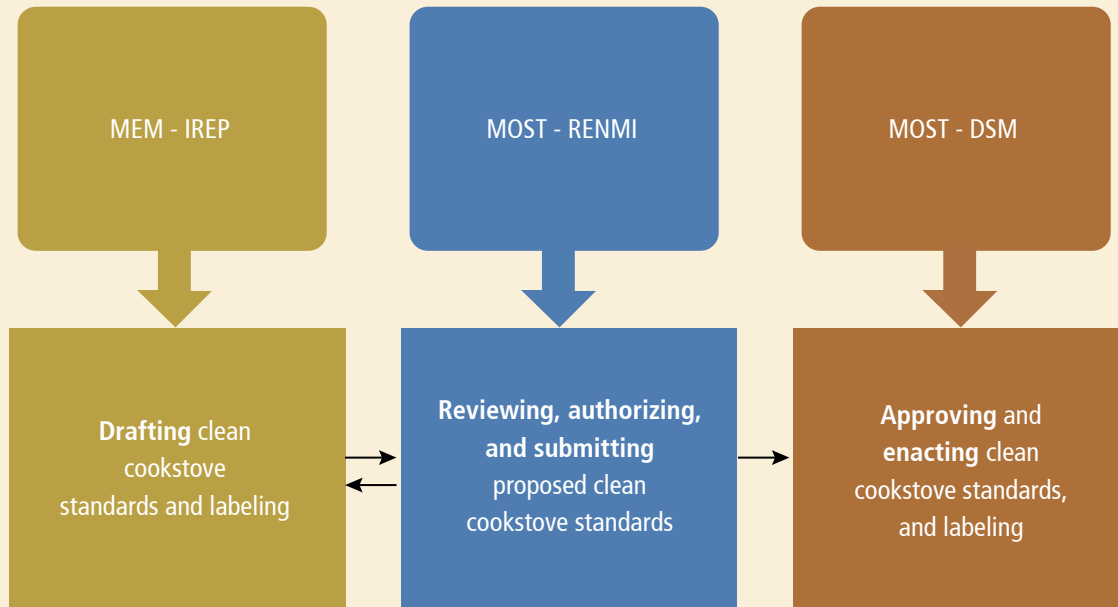 MEM - IREP
MOST - RENMI
MOST - DSM
Drafting clean
cookstove
standards and labeling
Reviewing, authorizing,
and submitting
proposed clean
cookstove standards
Approving and
enacting clean
cookstove standards,
and labeling